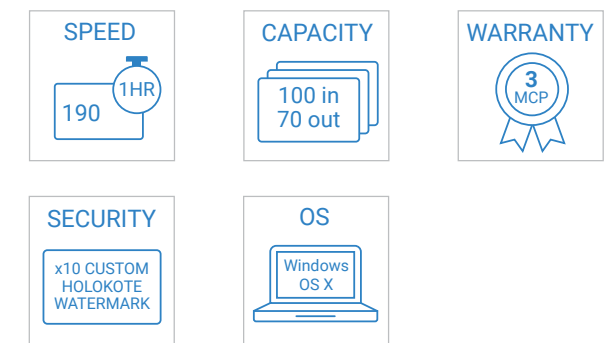 SPEED
1HR
190
CAPACITY
100 in
70 out
WARRANTY
3
MCP
SECURITY
x10 CUSTOM
HOLOKOTE
WATERMARK
OS
Windows
OS X